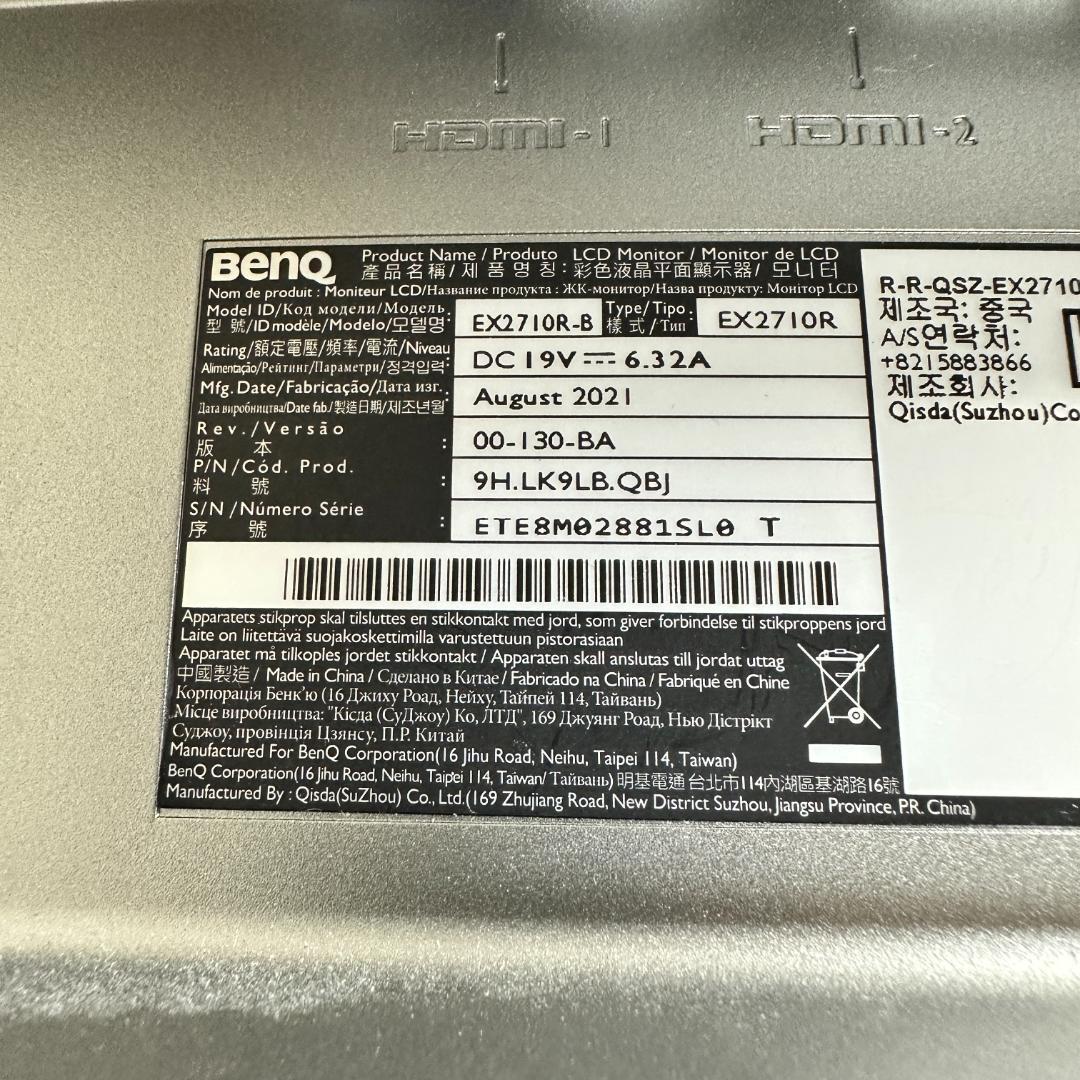 HDMI-1 HDMI-2
BenQ Product Name / Produto LCD Monitor / Monitor de LCD
產品名稱/제 품 명 칭:彩色液晶平面顯示器/ 모니터
Nom de produit : Moniteur LCD/Название продукта : ЖК-монитор/Назва продукту: Монітор LCD
Model ID/Код модели/Модель. Type/Tipo :
型 號/ID modèle/Modelo/모델명 : EX2710R-B 樣 式 /Тип EX2710R
Rating/額定電壓/頻率/電流/Niveau
Alimentação/Рейтинг/Параметри/정격입력: DC 19V ⎓ 6.32A
Mfg. Date/Fabricação/Дата изг.
Дата виробництва/Date fab./製造日期/제조년월 August 2021
Rev./Versão
版 本 : 00-130-BA
P/N/Cód. Prod.
料 號 : 9H.LK9LB.QBJ
S/N /Número Série
序 號 : ETE8M02881SL0 T
R-R-QSZ-EX2710
제조국: 중국
A/S연락처:
+8215883866
제조회샤:
Qisda(Suzhou)Co
Apparatets stikprop skal tilsluttes en stikkontakt med jord, som giver forbindelse til stikproppens jord
Laite on liitettävä suojakoskettimilla varustettuun pistorasiaan
Apparatet må tilkoples jordet stikkontakt / Apparaten skall anslutas till jordat uttag
中國製造 / Made in China / Сделано в Китае / Fabricado na China / Fabriqué en Chine
Корпорація Бенк'ю (16 Джиху Роад, Нейху, Тайпей 114, Тайвань)
Місце виробництва: "Кісда (СуДжоу) Ко, ЛТД", 169 Джуянг Роад, Нью Дістрікт
Суджоу, провінція Цзянсу, П.Р. Китай
Manufactured For BenQ Corporation(16 Jihu Road, Neihu, Taipei 114, Taiwan)
BenQ Corporation(16 Jihu Road, Neihu, Taipei 114, Taiwan/ Тайвань) 明基電通 台北市114內湖區基湖路16號
Manufactured By : Qisda(SuZhou) Co., Ltd.(169 Zhujiang Road, New District Suzhou, Jiangsu Province, P.R. China)